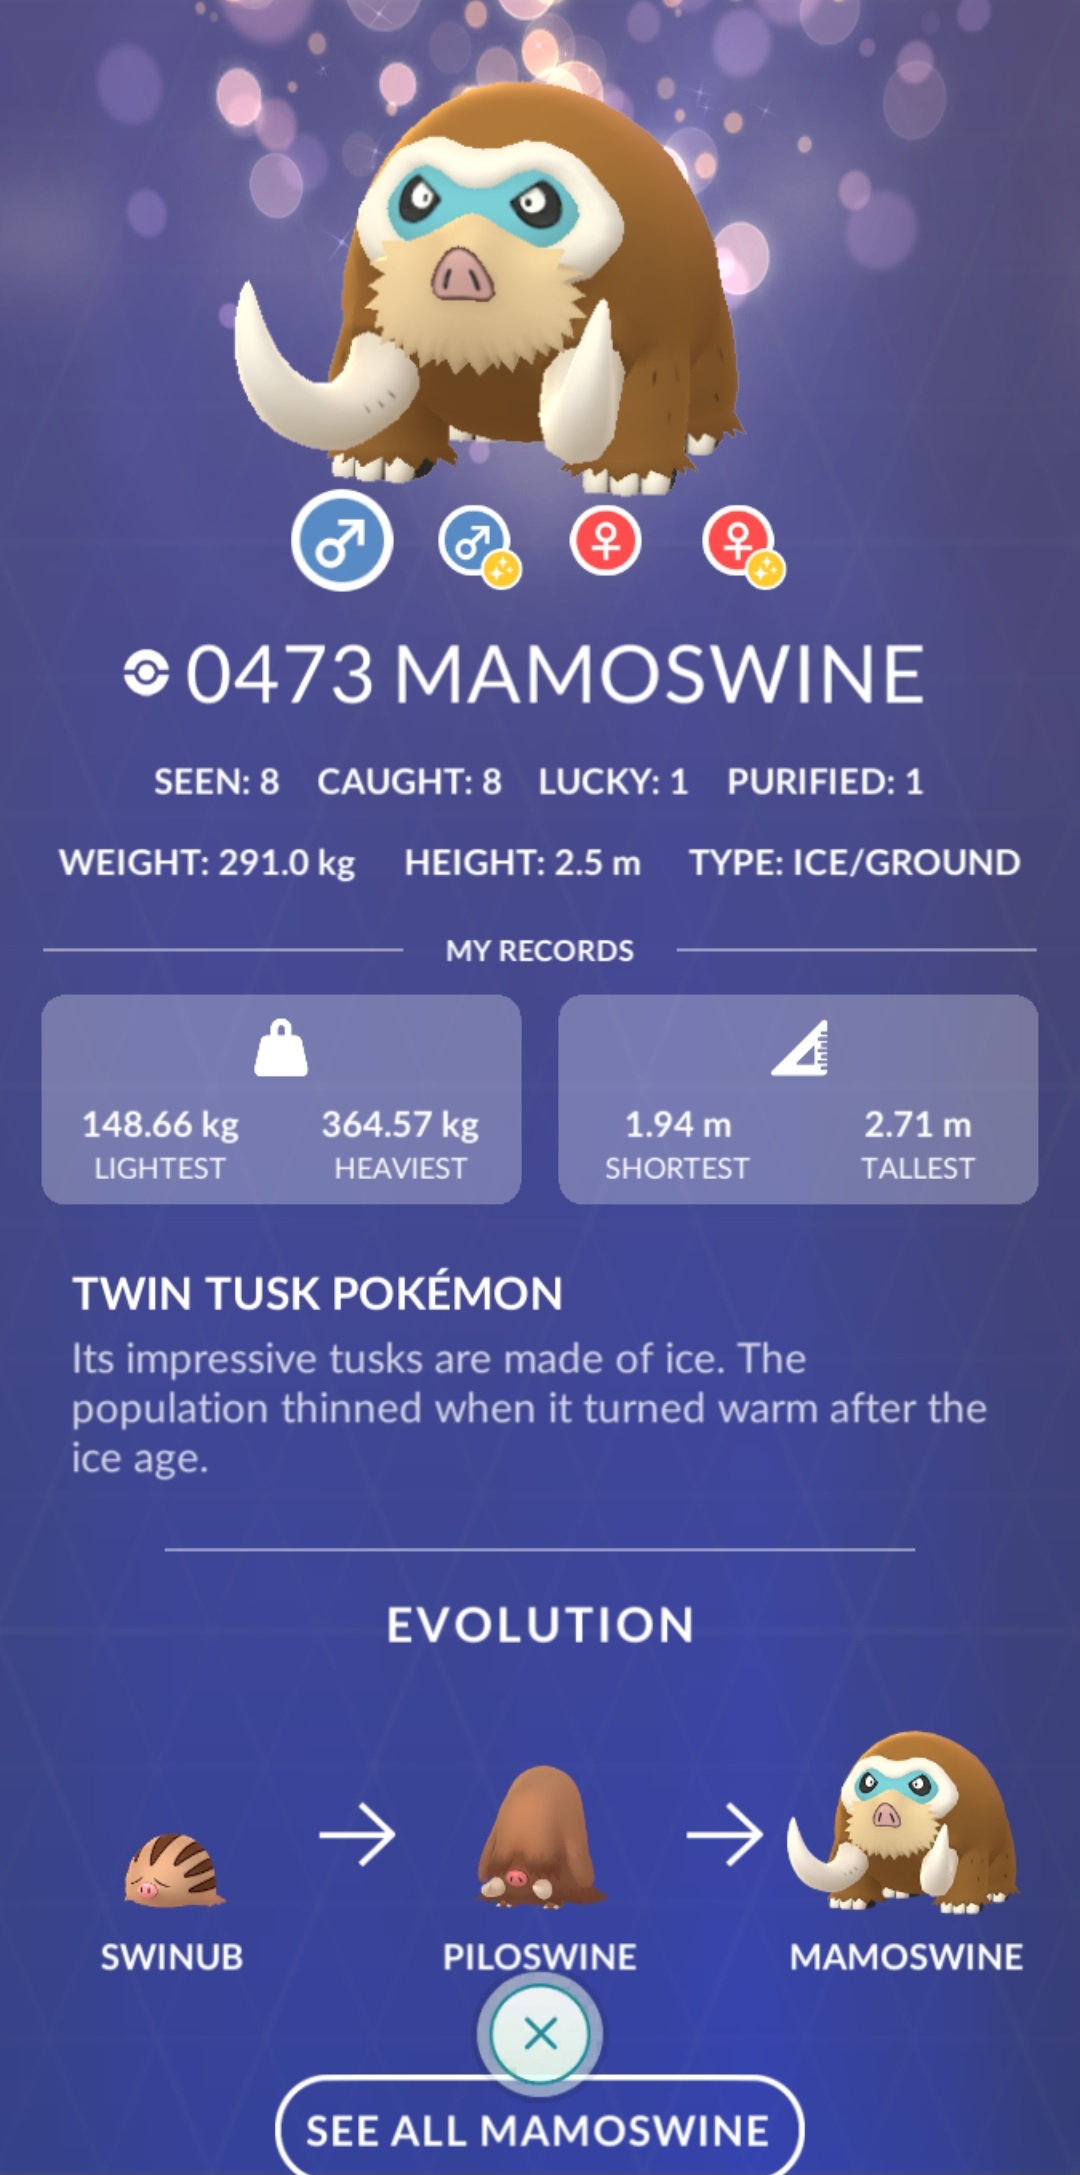 0473 MAMOSWINE
SEEN: 8 CAUGHT: 8 LUCKY: 1 PURIFIED: 1
WEIGHT: 291.0 kg HEIGHT: 2.5 m TYPE: ICE/GROUND
MY RECORDS
148.66 kg 364.57 kg 1.94 m 2.71 m
LIGHTEST HEAVIEST SHORTEST TALLEST
TWIN TUSK POKÉMON
Its impressive tusks are made of ice. The
population thinned when it turned warm after the
ice age.
EVOLUTION
SWINUB PILOSWINE MAMOSWINE
SEE ALL MAMOSWINE